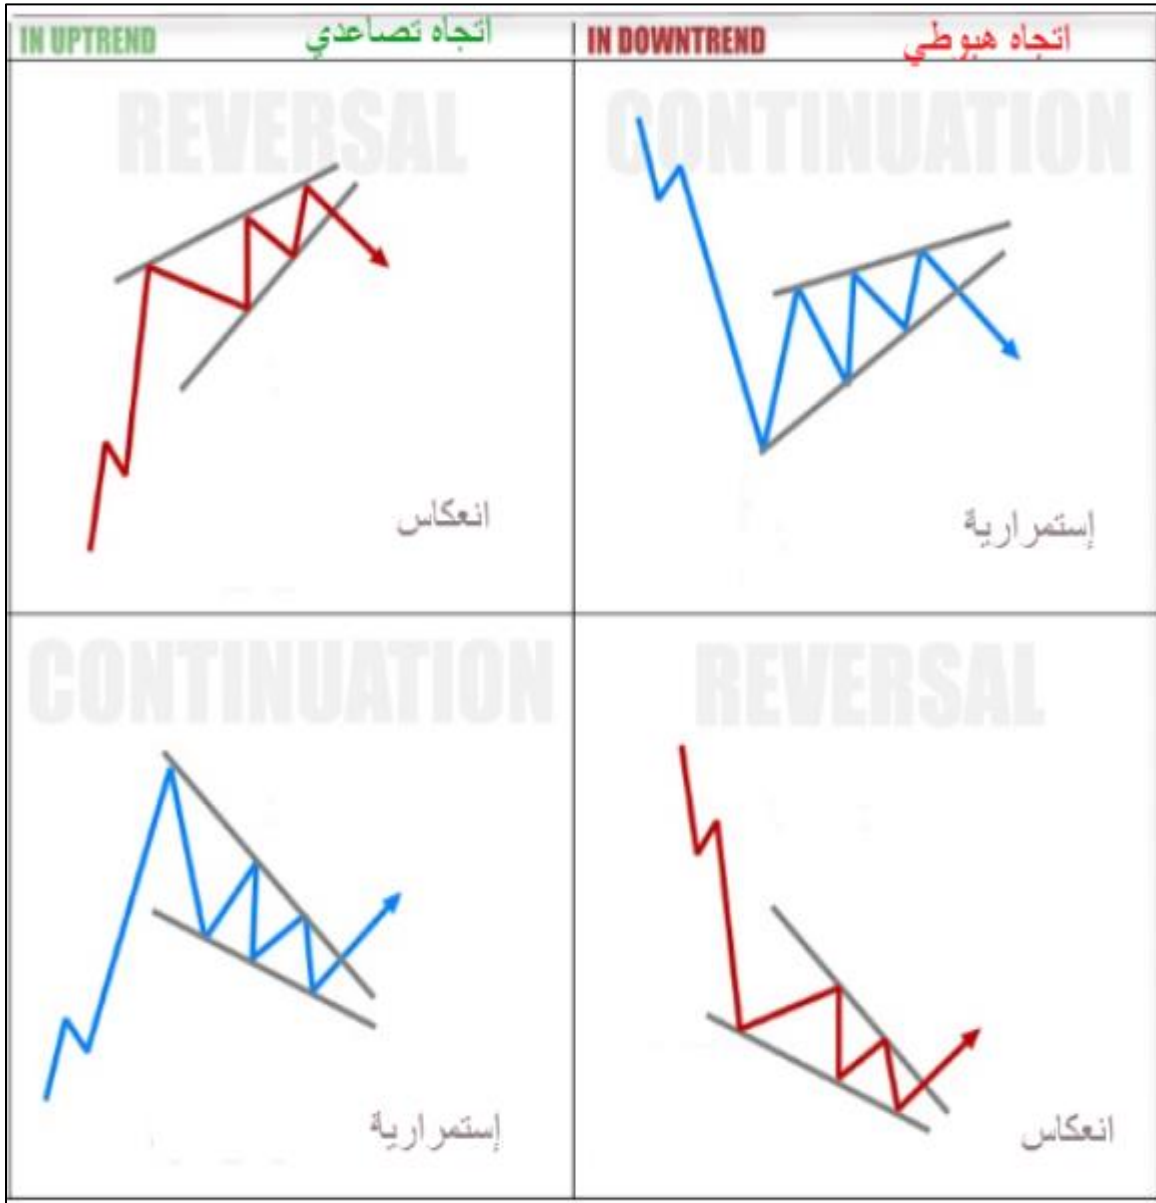 IN UPTREND اتجاه تصاعدي
IN DOWNTREND اتجاه هبوطي
REVERSAL
انعكاس
CONTINUATION
إستمرارية
CONTINUATION
إستمرارية
REVERSAL
انعكاس